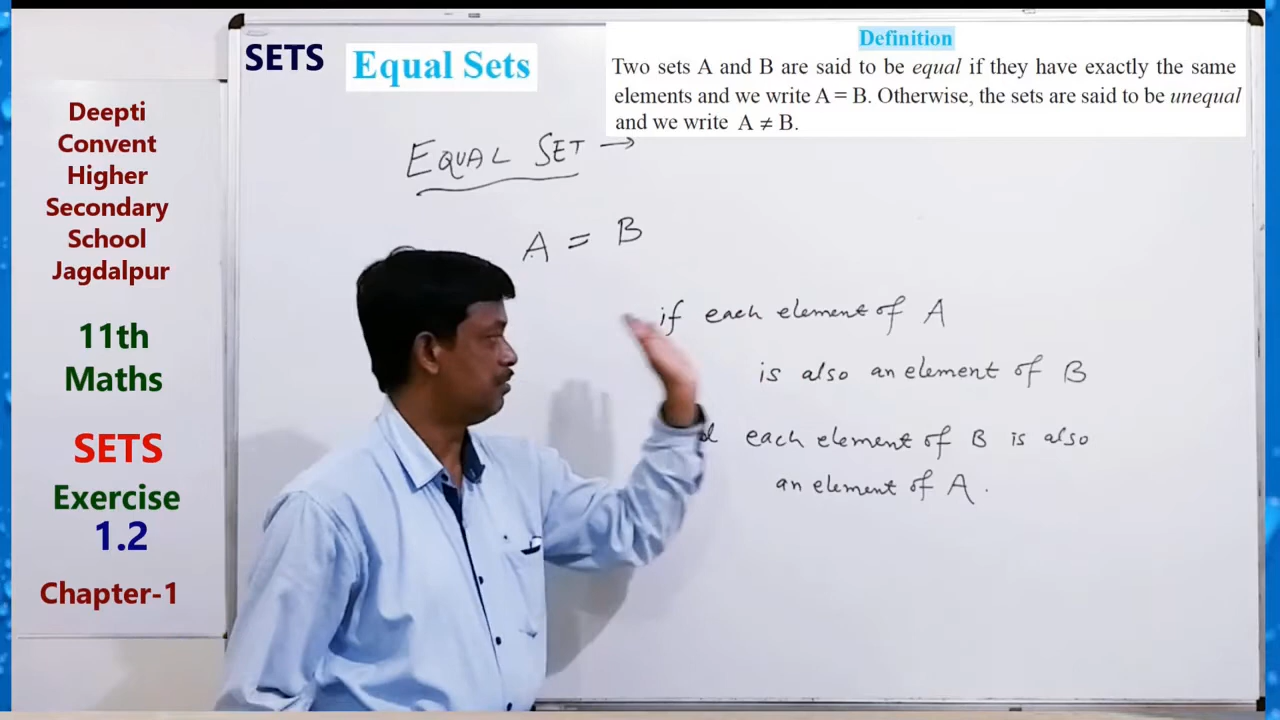 SETS
Equal Sets
Definition
Two sets A and B are said to be equal if they have exactly the same
elements and we write A = B. Otherwise, the sets are said to be unequal
and we write A ≠ B.
Deepti
Convent
Higher
Secondary
School
Jagdalpur
11th
Maths
SETS
Exercise
1.2
Chapter-1
EQUAL SET →
A = B
if each element of A
is also an element of B
each element of B is also
an element of A.